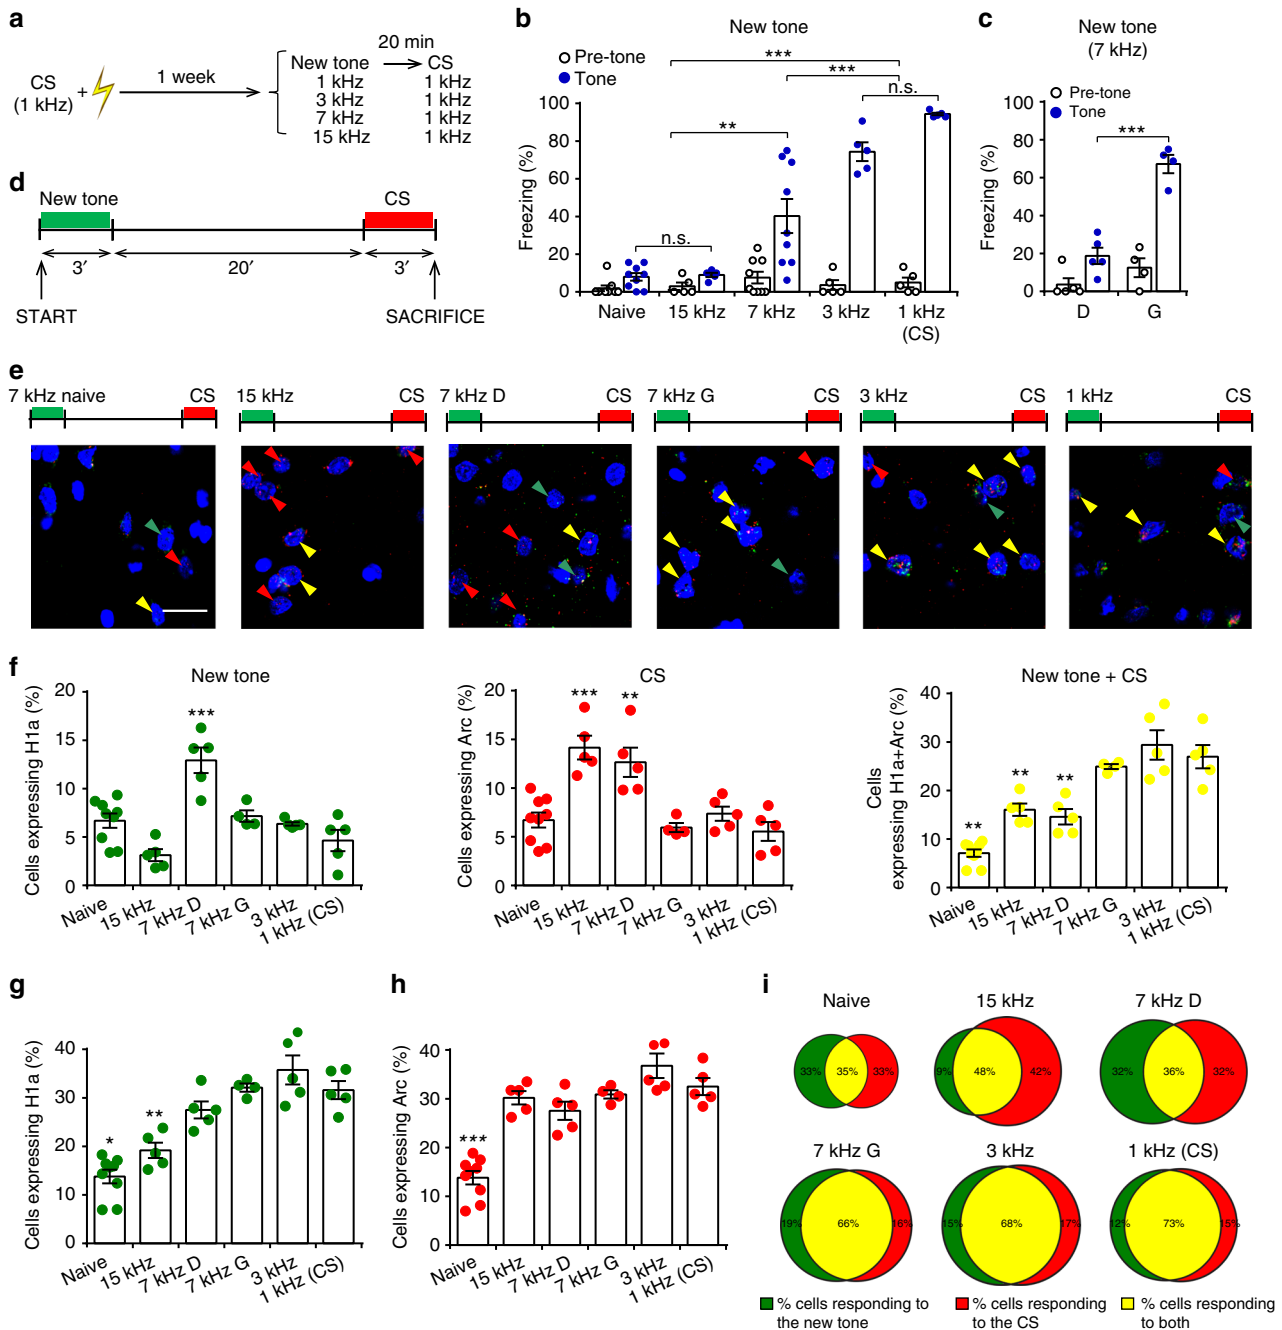 a
CS
(1 kHz)
+
1 week
20 min
New tone CS
1 kHz 1 kHz
3 kHz 1 kHz
7 kHz 1 kHz
15 kHz 1 kHz
b
New tone
Pre-tone
Tone
***
***
n.s.
**
n.s.
Freezing (%)
100
80
60
40
20
0
Naive 15 kHz 7 kHz 3 kHz 1 kHz
(CS)
c
New tone
(7 kHz)
Pre-tone
Tone
***
Freezing (%)
100
80
60
40
20
0
D G
d
New tone CS
3′ 20′ 3′
START SACRIFICE
e
7 kHz naive CS
15 kHz CS
7 kHz D CS
7 kHz G CS
3 kHz CS
1 kHz CS
f
New tone
Cells expressing H1a (%)
20
15
10
5
0
***
Naive 15 kHz 7 kHz D 7 kHz G 3 kHz 1 kHz (CS)
CS
Cells expressing Arc (%)
20
15
10
5
0
*** **
Naive 15 kHz 7 kHz D 7 kHz G 3 kHz 1 kHz (CS)
New tone + CS
Cells
expressing H1a+Arc (%)
40
30
20
10
0
** ** **
Naive 15 kHz 7 kHz D 7 kHz G 3 kHz 1 kHz (CS)
g
Cells expressing H1a (%)
40
30
20
10
0
* **
Naive 15 kHz 7 kHz D 7 kHz G 3 kHz 1 kHz (CS)
h
Cells expressing Arc (%)
40
30
20
10
0
***
Naive 15 kHz 7 kHz D 7 kHz G 3 kHz 1 kHz (CS)
i
Naive
33% 35% 33%
15 kHz
9% 48% 42%
7 kHz D
32% 36% 32%
7 kHz G
19% 66% 16%
3 kHz
15% 68% 17%
1 kHz (CS)
12% 73% 15%
% cells responding to
the new tone
% cells responding
to the CS
% cells responding
to both